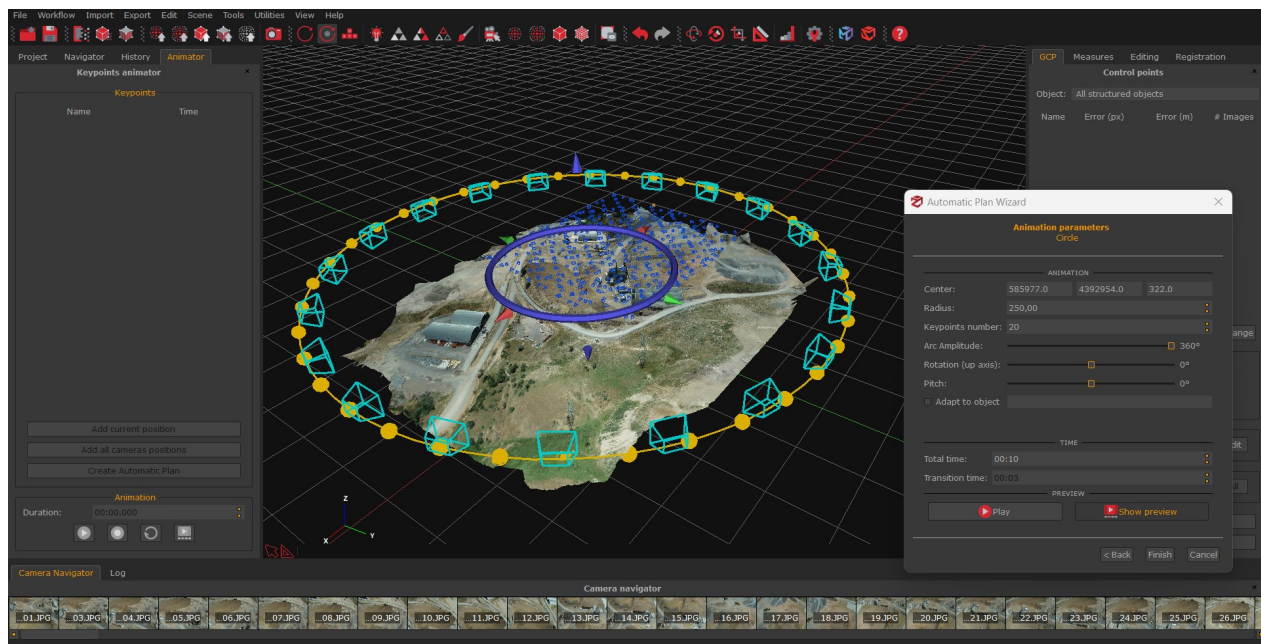 File Workflow Import Export Edit Scene Tools Utilities View Help
Project Navigator History Animator
Keypoints animator
Keypoints
Name Time
Add current position
Add all cameras positions
Create Automatic Plan
Animation
Duration: 00:00.000
z
x
Y
GCP Measures Editing Registration
Control points
Object: All structured objects
Name Error (px) Error (m) # Images
ange
dit
All
Automatic Plan Wizard
Animation parameters
Circle
ANIMATION
Center: 585977.0 4392954.0 322.0
Radius: 250,00
Keypoints number: 20
Arc Amplitude: 360°
Rotation (up axis): 0°
Pitch: 0°
Adapt to object
TIME
Total time: 00:10
Transition time: 00:03
PREVIEW
Play Show preview
< Back Finish Cancel
Camera Navigator Log
Camera navigator
...01.JPG ...03.JPG ...04.JPG ...05.JPG ...06.JPG ...07.JPG ...08.JPG ...09.JPG ...10.JPG ...11.JPG ...12.JPG ...13.JPG ...14.JPG ...15.JPG ...16.JPG ...17.JPG ...18.JPG ...19.JPG ...20.JPG ...21.JPG ...22.JPG ...23.JPG ...24.JPG ...25.JPG ...26.JPG